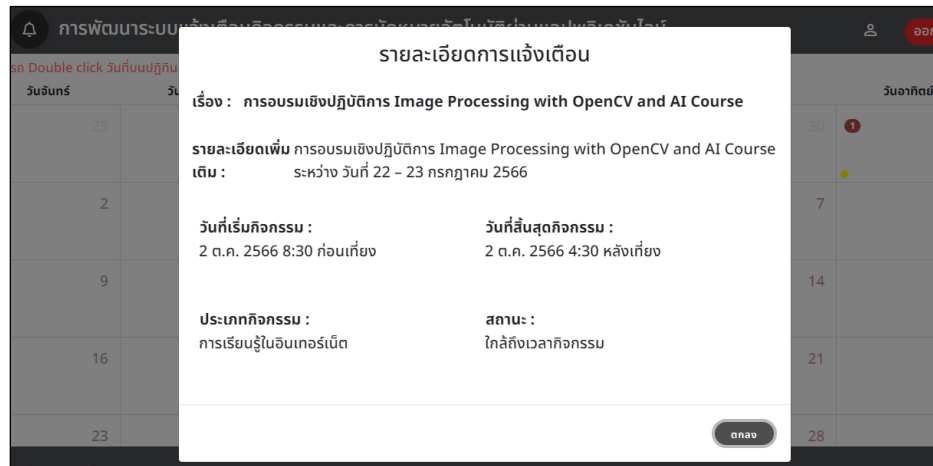 การพัฒนาระบบ
รายละเอียดการแจ้งเตือน
ออก
รถ Double click วันที่บนปฏิทิน
วันจันทร์
วันอาทิตย์
เรื่อง : การอบรมเชิงปฏิบัติการ Image Processing with OpenCV and AI Course
25
30
1
รายละเอียดเพิ่ม การอบรมเชิงปฏิบัติการ Image Processing with OpenCV and AI Course
เติม : ระหว่าง วันที่ 22 – 23 กรกฎาคม 2566
2
7
วันที่เริ่มกิจกรรม : วันที่สิ้นสุดกิจกรรม :
2 ต.ค. 2566 8:30 ก่อนเที่ยง 2 ต.ค. 2566 4:30 หลังเที่ยง
9
14
ประเภทกิจกรรม : สถานะ :
การเรียนรู้ในอินเทอร์เน็ต ใกล้ถึงเวลากิจกรรม
16
21
23
ตกลง
28